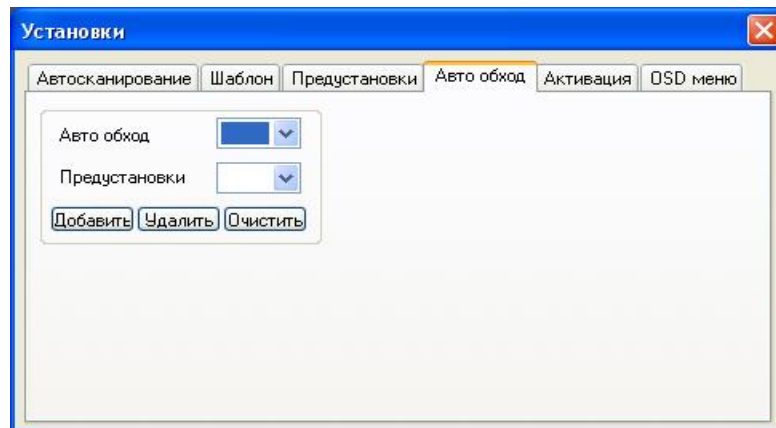 Установки
Автосканирование Шаблон Предустановки Авто обход Активация OSD меню
Авто обход
Предустановки
Добавить Удалить Очистить